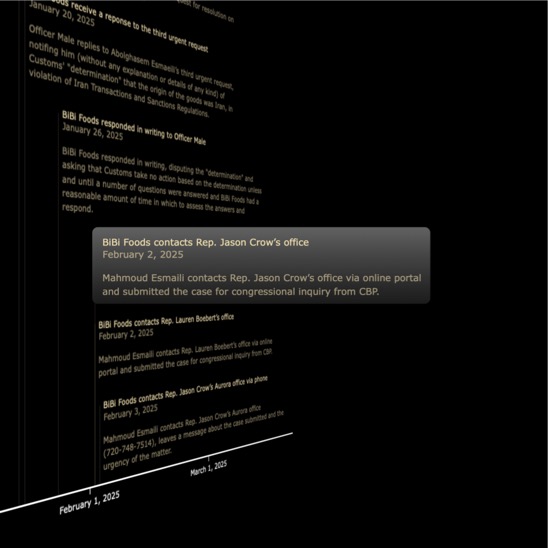 uest for resolution on
ods receive a reponse to the third urgent request
January 20, 2025
Officer Male replies to Abolghasem Esmaeili's third urgent request,
notifing him (without any explanation or details of any kind) of
Customs' "determination" that the origin of the goods was Iran, in
violation of Iran Transactions and Sanctions Regulations.
BiBi Foods responded in writing to Officer Male
January 26, 2025
BiBi Foods responded in writing, disputing the "determination" and
asking that Customs take no action based on the determination unless
and until a number of questions were answered and BiBi Foods had a
reasonable amount of time in which to assess the answers and
respond.
BiBi Foods contacts Rep. Jason Crow's office
February 2, 2025
Mahmoud Esmaili contacts Rep. Jason Crow's office via online portal
and submitted the case for congressional inquiry from CBP.
BiBi Foods contacts Rep. Lauren Boebert's office
February 2, 2025
Mahmoud Esmaili contacts Rep. Lauren Boebert's office via online
portal and submitted the case for congressional inquiry from CBP.
BiBi Foods contacts Rep. Jason Crow's Aurora office via phone
February 3, 2025
Mahmoud Esmaili contacts Rep. Jason Crow's Aurora office
(720-748-7514), leaves a message about the case submitted and the
urgency of the matter.
February 1, 2025
March 1, 2025